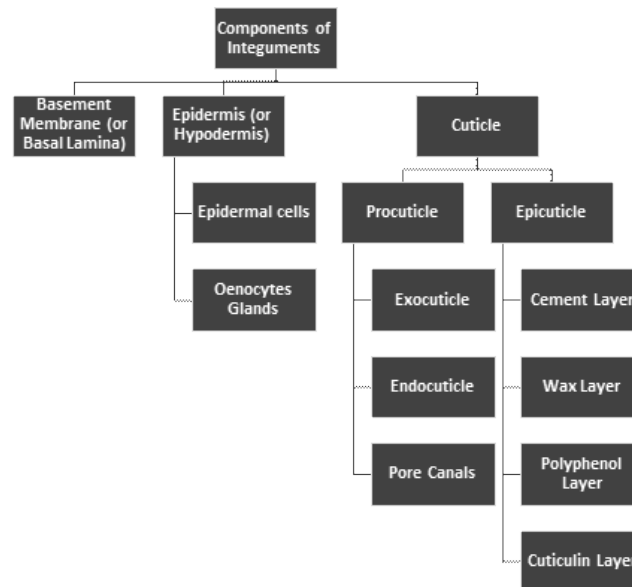 Components of
Integuments
Basement
Membrane (or
Basal Lamina)
Epidermis (or
Hypodermis)
Cuticle
Epidermal cells
Oenocytes
Glands
Procuticle
Epicuticle
Exocuticle
Endocuticle
Pore Canals
Cement Layer
Wax Layer
Polyphenol
Layer
Cuticulin Layer